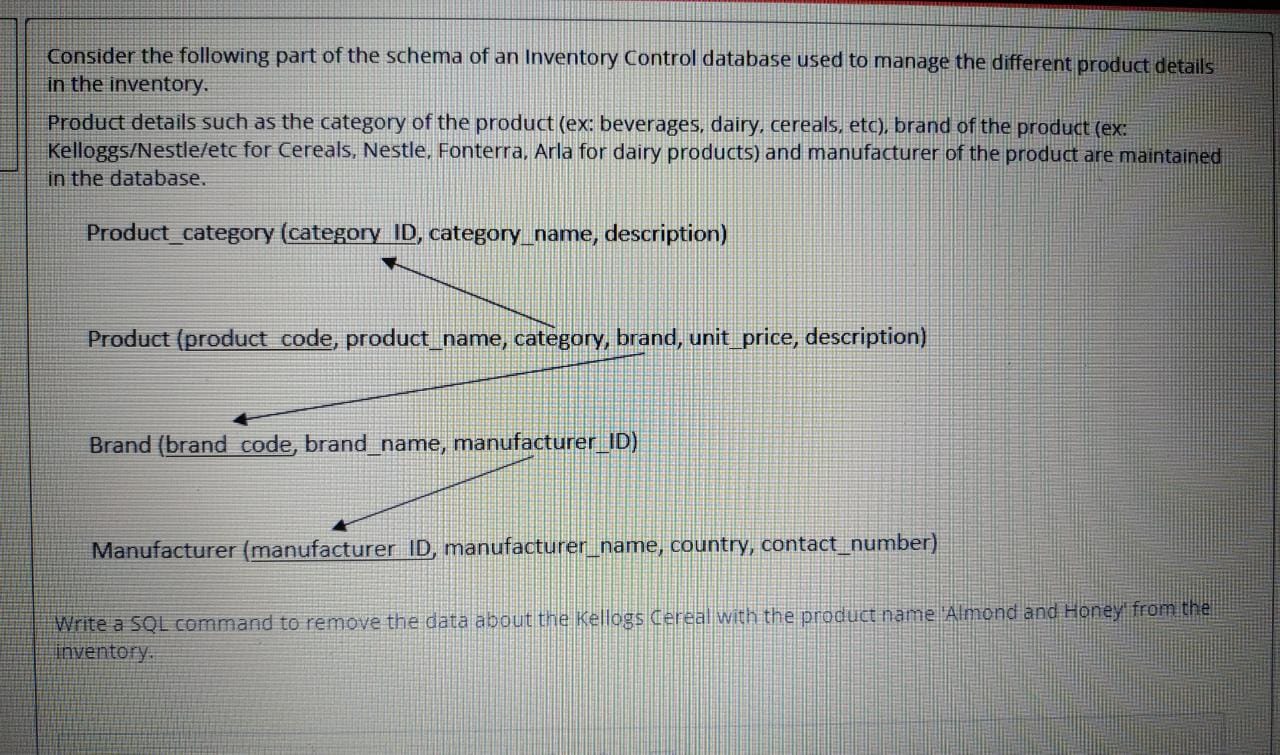 Consider the following part of the schema of an Inventory Control database used to manage the different product details
in the inventory.
Product details such as the category of the product (ex: beverages, dairy, cereals, etc), brand of the product (ex:
Kelloggs/Nestle/etc for Cereals, Nestle, Fonterra, Arla for dairy products) and manufacturer of the product are maintained
in the database.
Product_category (category_ID, category_name, description)
Product (product_code, product_name, category, brand, unit_price, description)
Brand (brand_code, brand_name, manufacturer_ID)
Manufacturer (manufacturer_ID, manufacturer_name, country, contact_number)
Write a SQL command to remove the data about the Kellogs Cereal with the product name 'Almond and Honey' from the
inventory.